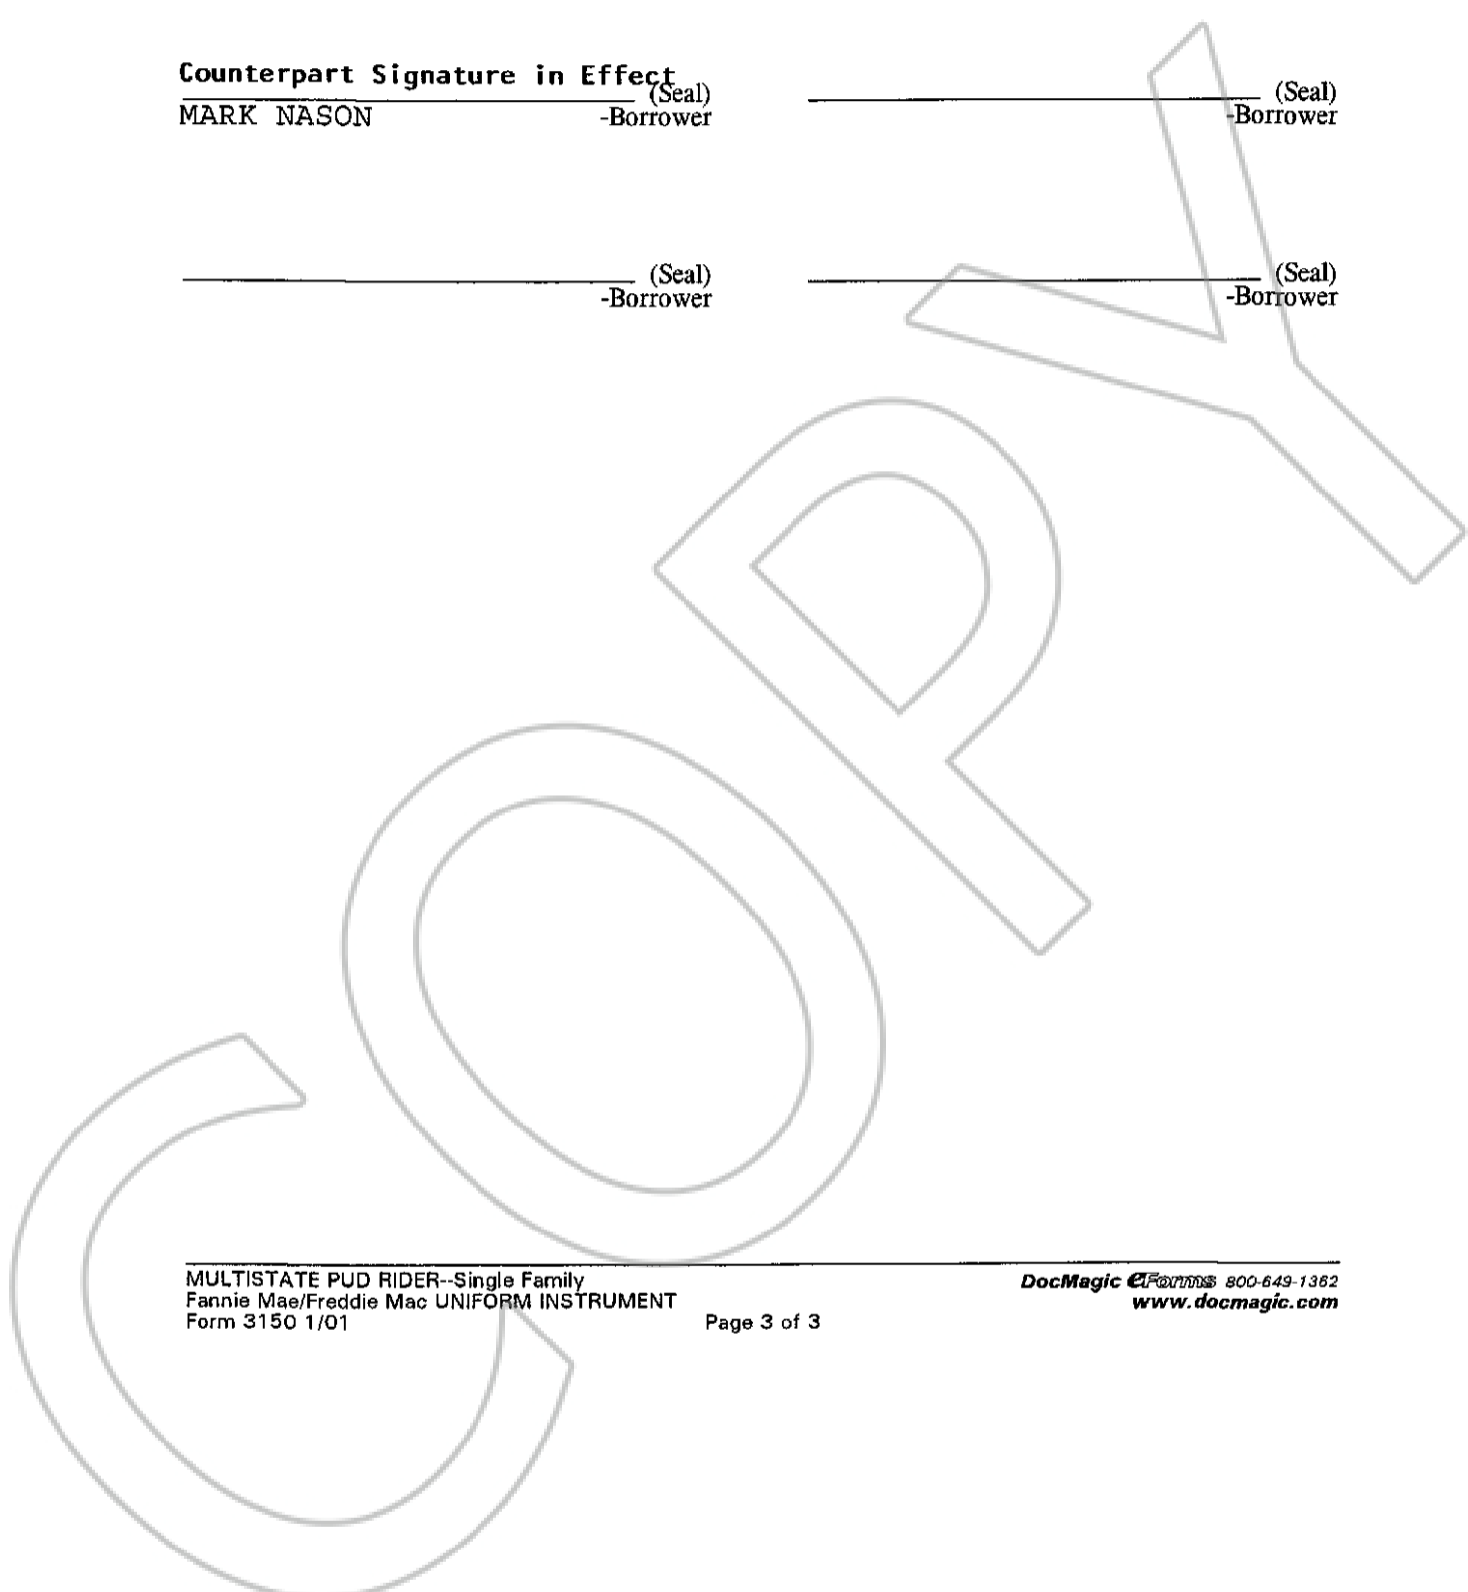 Counterpart Signature in Effect
(Seal) (Seal)
MARK NASON -Borrower -Borrower
(Seal) (Seal)
-Borrower -Borrower
COPY
MULTISTATE PUD RIDER--Single Family DocMagic eForms 800-649-1362
Fannie Mae/Freddie Mac UNIFORM INSTRUMENT www.docmagic.com
Form 3150 1/01 Page 3 of 3